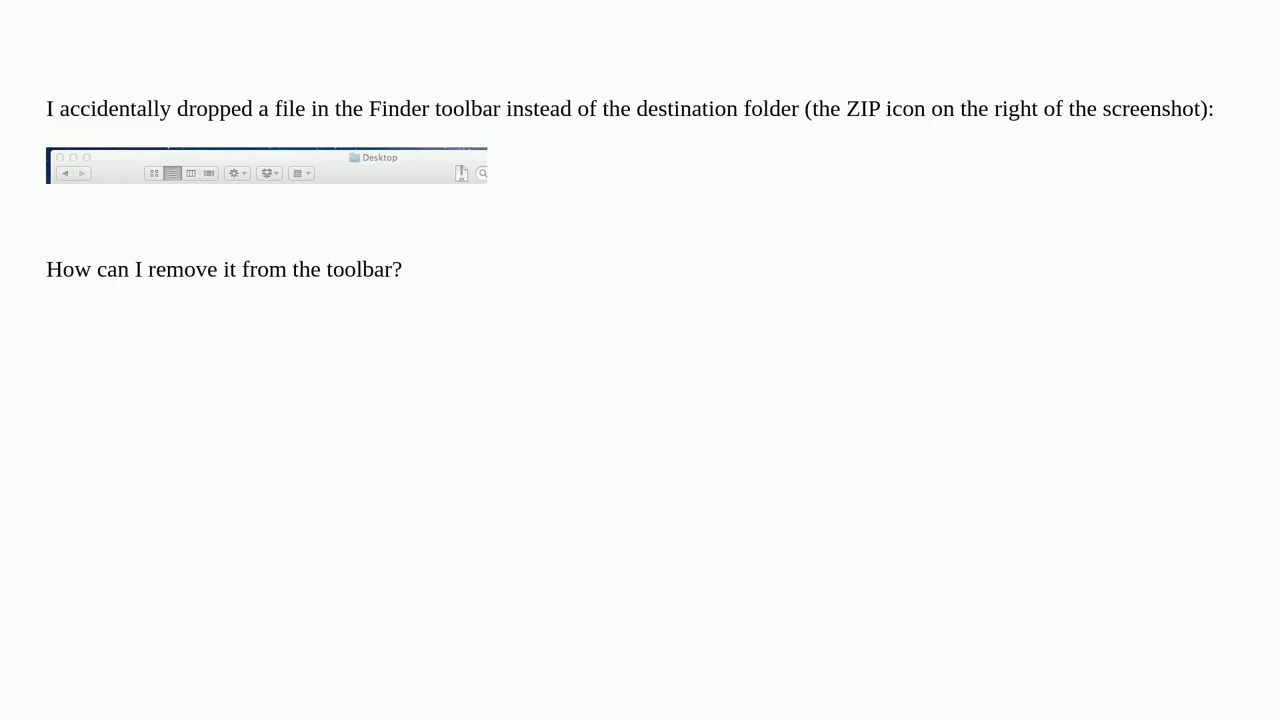 I accidentally dropped a file in the Finder toolbar instead of the destination folder (the ZIP icon on the right of the screenshot):
Desktop
How can I remove it from the toolbar?